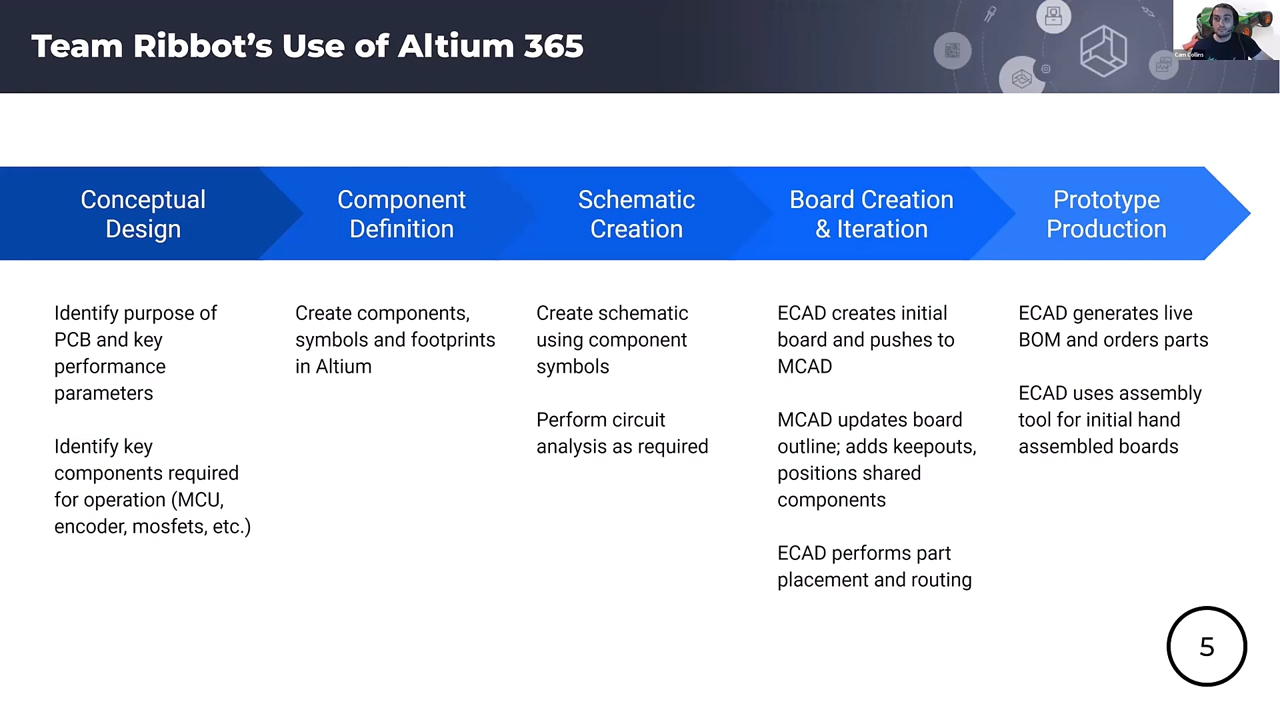 Team Ribbot's Use of Altium 365
Cam Collins
Conceptual
Design
Component
Definition
Schematic
Creation
Board Creation
& Iteration
Prototype
Production
Identify purpose of
PCB and key
performance
parameters
Identify key
components required
for operation (MCU,
encoder, mosfets, etc.)
Create components,
symbols and footprints
in Altium
Create schematic
using component
symbols
Perform circuit
analysis as required
ECAD creates initial
board and pushes to
MCAD
MCAD updates board
outline; adds keepouts,
positions shared
components
ECAD performs part
placement and routing
ECAD generates live
BOM and orders parts
ECAD uses assembly
tool for initial hand
assembled boards
5